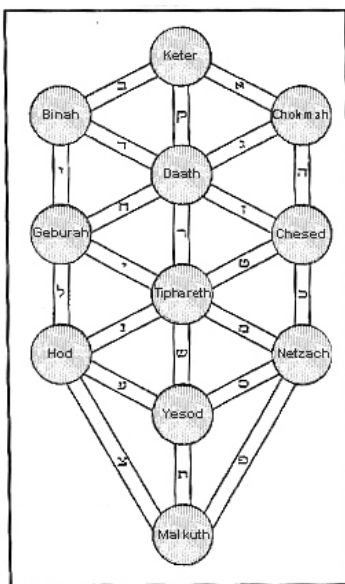 Keter
ב
צ
Binah
ק
Chokmah
ד
ג
Daath
י
ה
ח
ז
Geburah
ר
Chesed
י
ט
ל
Tiphareth
נ
מ
Hod
ש
Netzach
ע
ס
Yesod
צ
ת
Malkuth